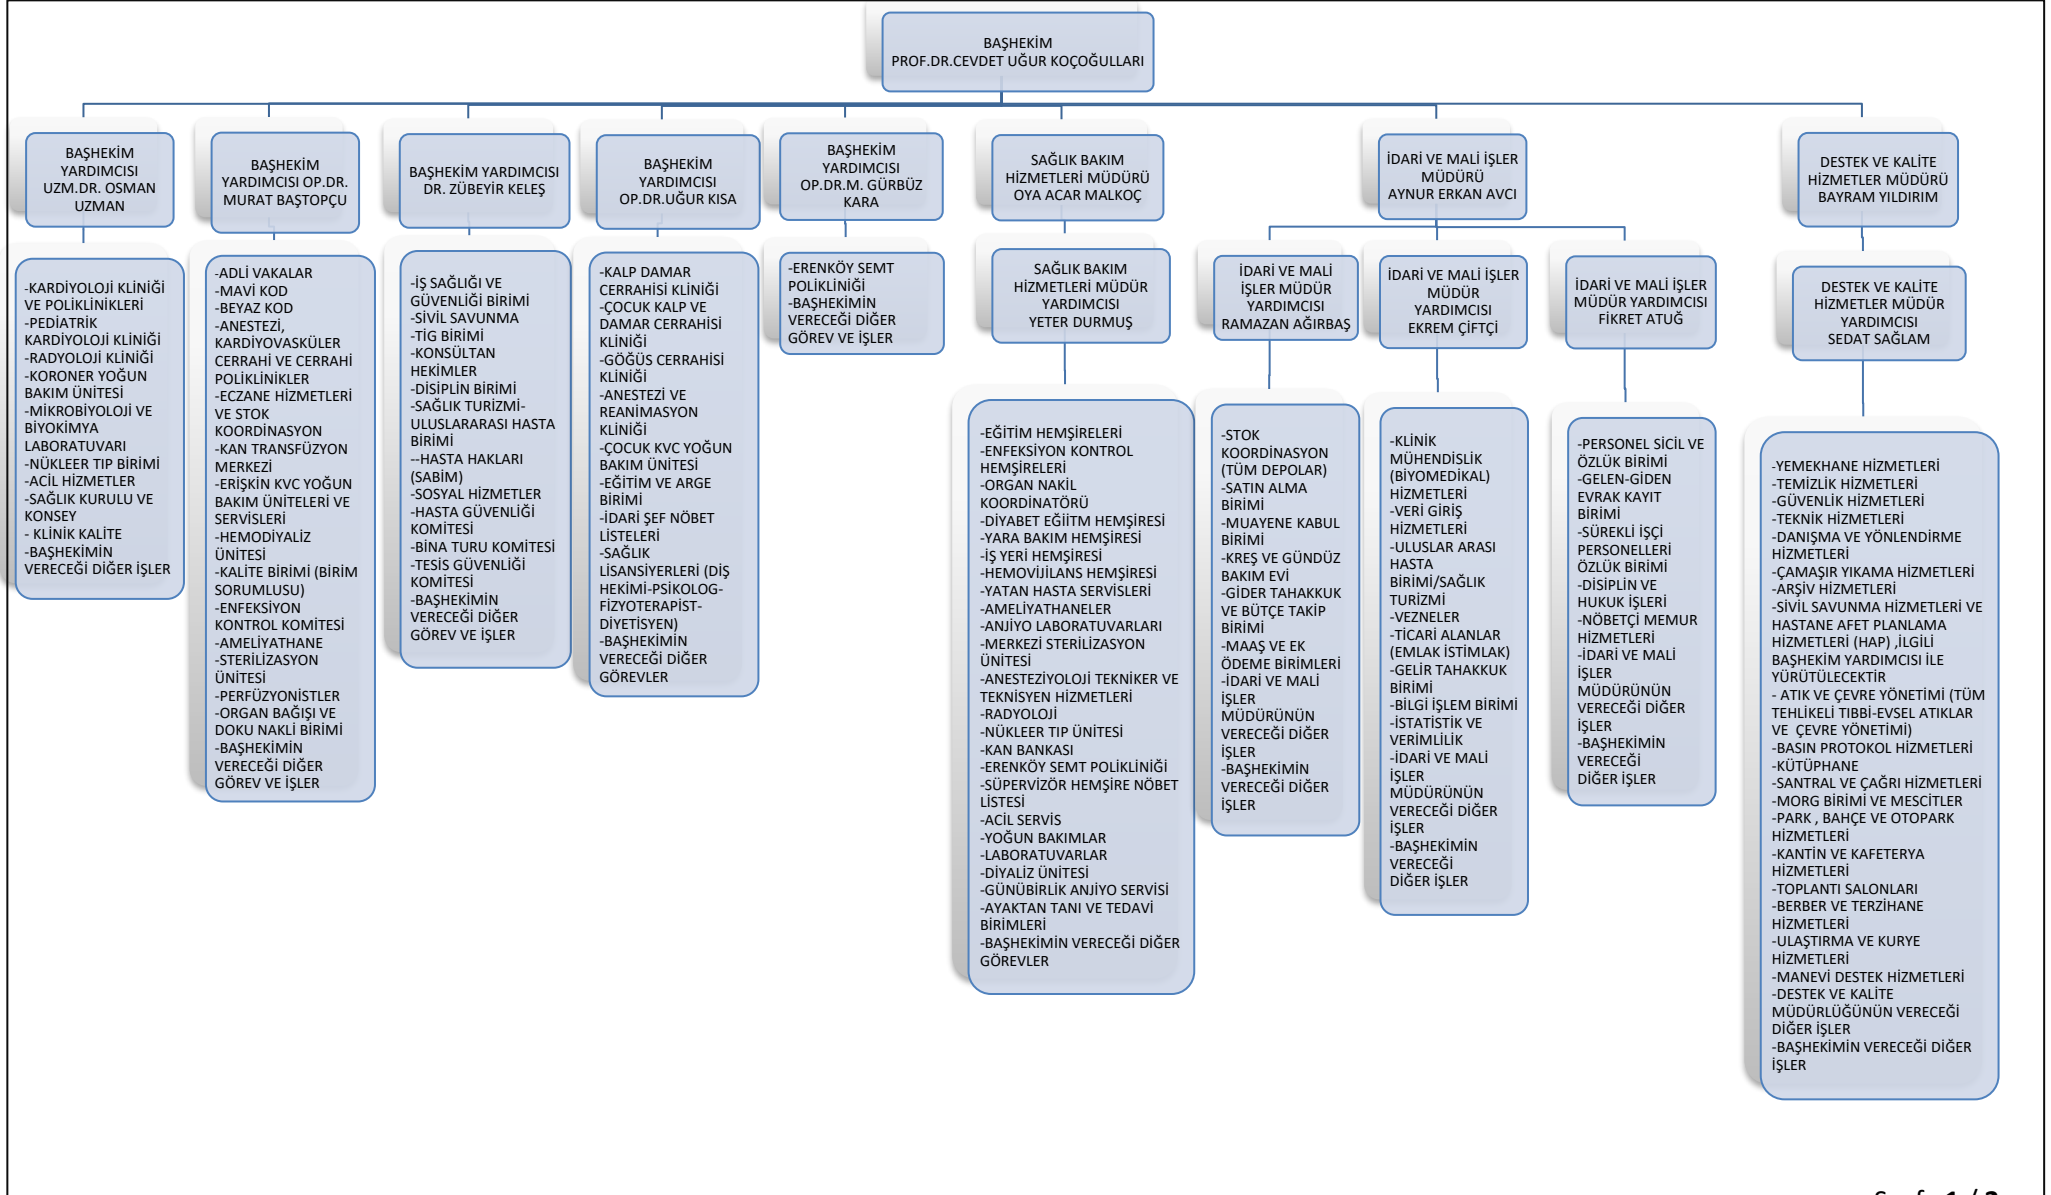 BAŞHEKİM
PROF.DR.CEVDET UĞUR KOÇOĞULLARI
BAŞHEKİM
YARDIMCISI
UZM.DR. OSMAN
UZMAN
BAŞHEKİM
YARDIMCISI OP.DR.
MURAT BAŞTOPÇU
BAŞHEKİM YARDIMCISI
DR. ZÜBEYİR KELEŞ
BAŞHEKİM
YARDIMCISI
OP.DR.UĞUR KISA
BAŞHEKİM
YARDIMCISI
OP.DR.M. GÜRBÜZ
KARA
SAĞLIK BAKIM
HİZMETLERİ MÜDÜRÜ
OYA ACAR MALKOÇ
İDARİ VE MALİ İŞLER
MÜDÜRÜ
AYNUR ERKAN AVCI
DESTEK VE KALİTE
HİZMETLER MÜDÜRÜ
BAYRAM YILDIRIM
-KARDİYOLOJİ KLİNİĞİ
VE POLİKLİNİKLERİ
-PEDİATRİK
KARDİYOLOJİ KLİNİĞİ
-RADYOLOJİ KLİNİĞİ
-KORONER YOĞUN
BAKIM ÜNİTESİ
-MİKROBİYOLOJİ VE
BİYOKİMYA
LABORATUVARI
-NÜKLEER TIP BİRİMİ
-ACİL HİZMETLER
-SAĞLIK KURULU VE
KONSEY
- KLİNİK KALİTE
-BAŞHEKİMİN
VERECEĞİ DİĞER İŞLER
-ADLİ VAKALAR
-MAVİ KOD
-BEYAZ KOD
-ANESTEZİ,
KARDİYOVASKÜLER
CERRAHİ VE CERRAHİ
POLİKLİNİKLER
-ECZANE HİZMETLERİ
VE STOK
KOORDİNASYON
-KAN TRANSFÜZYON
MERKEZİ
-ERİŞKİN KVC YOĞUN
BAKIM ÜNİTELERİ VE
SERVİSLERİ
-HEMODİYALİZ
ÜNİTESİ
-KALİTE BİRİMİ (BİRİM
SORUMLUSU)
-ENFEKSİYON
KONTROL KOMİTESİ
-AMELİYATHANE
-STERİLİZASYON
ÜNİTESİ
-PERFÜZYONİSTLER
-ORGAN BAĞIŞI VE
DOKU NAKLİ BİRİMİ
-BAŞHEKİMİN
VERECEĞİ DİĞER
GÖREV VE İŞLER
-İŞ SAĞLIĞI VE
GÜVENLİĞİ BİRİMİ
-SİVİL SAVUNMA
-TİG BİRİMİ
-KONSÜLTAN
HEKİMLER
-DİSİPLİN BİRİMİ
-SAĞLIK TURİZMİ-
ULUSLARARASI HASTA
BİRİMİ
--HASTA HAKLARI
(SABİM)
-SOSYAL HİZMETLER
-HASTA GÜVENLİĞİ
KOMİTESİ
-BİNA TURU KOMİTESİ
-TESİS GÜVENLİĞİ
KOMİTESİ
-BAŞHEKİMİN
VERECEĞİ DİĞER
GÖREV VE İŞLER
-KALP DAMAR
CERRAHİSİ KLİNİĞİ
-ÇOCUK KALP VE
DAMAR CERRAHİSİ
KLİNİĞİ
-GÖĞÜS CERRAHİSİ
KLİNİĞİ
-ANESTEZİ VE
REANİMASYON
KLİNİĞİ
-ÇOCUK KVC YOĞUN
BAKIM ÜNİTESİ
-EĞİTİM VE ARGE
BİRİMİ
-İDARİ ŞEF NÖBET
LİSTELERİ
-SAĞLIK
LİSANSİYERLERİ (DİŞ
HEKİMİ-PSİKOLOG-
FİZYOTERAPİST-
DİYETİSYEN)
-BAŞHEKİMİN
VERECEĞİ DİĞER
GÖREVLER
-ERENKÖY SEMT
POLİKLİNİĞİ
-BAŞHEKİMİN
VERECEĞİ DİĞER
GÖREV VE İŞLER
SAĞLIK BAKIM
HİZMETLERİ MÜDÜR
YARDIMCISI
YETER DURMUŞ
-EĞİTİM HEMŞİRELERİ
-ENFEKSİYON KONTROL
HEMŞİRELERİ
-ORGAN NAKİL
KOORDİNATÖRÜ
-DİYABET EĞİİTM HEMŞİRESİ
-YARA BAKIM HEMŞİRESİ
-İŞ YERİ HEMŞİRESİ
-HEMOVİJİLANS HEMŞİRESİ
-YATAN HASTA SERVİSLERİ
-AMELİYATHANELER
-ANJİYO LABORATUVARLARI
-MERKEZİ STERİLİZASYON
ÜNİTESİ
-ANESTEZİYOLOJİ TEKNİKER VE
TEKNİSYEN HİZMETLERİ
-RADYOLOJİ
-NÜKLEER TIP ÜNİTESİ
-KAN BANKASI
-ERENKÖY SEMT POLİKLİNİĞİ
-SÜPERVİZÖR HEMŞİRE NÖBET
LİSTESİ
-ACİL SERVİS
-YOĞUN BAKIMLAR
-LABORATUVARLAR
-DİYALİZ ÜNİTESİ
-GÜNÜBİRLİK ANJİYO SERVİSİ
-AYAKTAN TANI VE TEDAVİ
BİRİMLERİ
-BAŞHEKİMİN VERECEĞİ DİĞER
GÖREVLER
İDARİ VE MALİ
İŞLER MÜDÜR
YARDIMCISI
RAMAZAN AĞIRBAŞ
-STOK
KOORDİNASYON
(TÜM DEPOLAR)
-SATIN ALMA
BİRİMİ
-MUAYENE KABUL
BİRİMİ
-KREŞ VE GÜNDÜZ
BAKIM EVİ
-GİDER TAHAKKUK
VE BÜTÇE TAKİP
BİRİMİ
-MAAŞ VE EK
ÖDEME BİRİMLERİ
-İDARİ VE MALİ
İŞLER
MÜDÜRÜNÜN
VERECEĞİ DİĞER
İŞLER
-BAŞHEKİMİN
VERECEĞİ DİĞER
İŞLER
İDARİ VE MALİ İŞLER
MÜDÜR
YARDIMCISI
EKREM ÇİFTÇİ
-KLİNİK
MÜHENDİSLİK
(BİYOMEDİKAL)
HİZMETLERİ
-VERİ GİRİŞ
HİZMETLERİ
-ULUSLAR ARASI
HASTA
BİRİMİ/SAĞLIK
TURİZMİ
-VEZNELER
-TİCARİ ALANLAR
(EMLAK İSTİMLAK)
-GELİR TAHAKKUK
BİRİMİ
-BİLGİ İŞLEM BİRİMİ
-İSTATİSTİK VE
VERİMLİLİK
-İDARİ VE MALİ
İŞLER
MÜDÜRÜNÜN
VERECEĞİ DİĞER
İŞLER
-BAŞHEKİMİN
VERECEĞİ
DİĞER İŞLER
İDARİ VE MALİ İŞLER
MÜDÜR YARDIMCISI
FİKRET ATUĞ
-PERSONEL SİCİL VE
ÖZLÜK BİRİMİ
-GELEN-GİDEN
EVRAK KAYIT
BİRİMİ
-SÜREKLİ İŞÇİ
PERSONELLERİ
ÖZLÜK BİRİMİ
-DİSİPLİN VE
HUKUK İŞLERİ
-NÖBETÇİ MEMUR
HİZMETLERİ
-İDARİ VE MALİ
İŞLER
MÜDÜRÜNÜN
VERECEĞİ DİĞER
İŞLER
-BAŞHEKİMİN
VERECEĞİ
DİĞER İŞLER
DESTEK VE KALİTE
HİZMETLER MÜDÜR
YARDIMCISI
SEDAT SAĞLAM
-YEMEKHANE HİZMETLERİ
-TEMİZLİK HİZMETLERİ
-GÜVENLİK HİZMETLERİ
-TEKNİK HİZMETLERİ
-DANIŞMA VE YÖNLENDİRME
HİZMETLERİ
-ÇAMAŞIR YIKAMA HİZMETLERİ
-ARŞİV HİZMETLERİ
-SİVİL SAVUNMA HİZMETLERİ VE
HASTANE AFET PLANLAMA
HİZMETLERİ (HAP) ,İLGİLİ
BAŞHEKİM YARDIMCISI İLE
YÜRÜTÜLECEKTİR
- ATIK VE ÇEVRE YÖNETİMİ (TÜM
TEHLİKELİ TIBBİ-EVSEL ATIKLAR
VE ÇEVRE YÖNETİMİ)
-BASIN PROTOKOL HİZMETLERİ
-KÜTÜPHANE
-SANTRAL VE ÇAĞRI HİZMETLERİ
-MORG BİRİMİ VE MESCİTLER
-PARK , BAHÇE VE OTOPARK
HİZMETLERİ
-KANTİN VE KAFETERYA
HİZMETLERİ
-TOPLANTI SALONLARI
-BERBER VE TERZİHANE
HİZMETLERİ
-ULAŞTIRMA VE KURYE
HİZMETLERİ
-MANEVİ DESTEK HİZMETLERİ
-DESTEK VE KALİTE
MÜDÜRLÜĞÜNÜN VERECEĞİ
DİĞER İŞLER
-BAŞHEKİMİN VERECEĞİ DİĞER
İŞLER